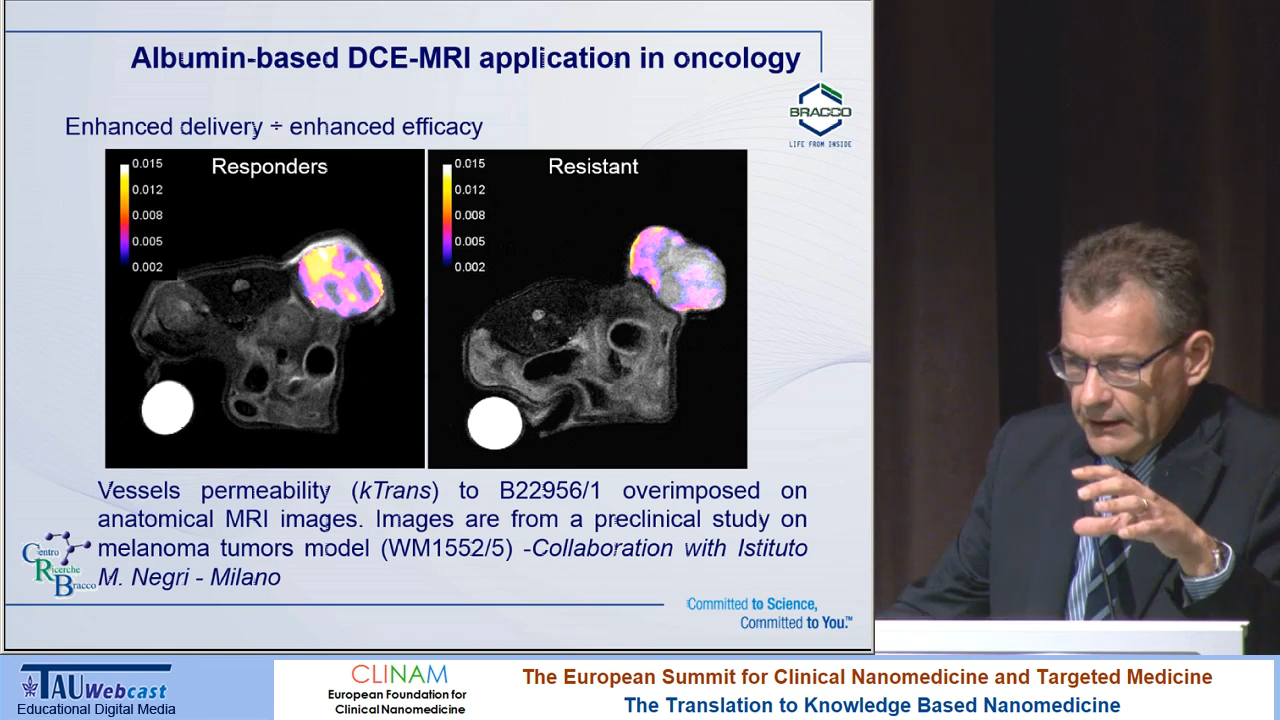 Albumin-based DCE-MRI application in oncology
BRACCO
LIFE FROM INSIDE
Enhanced delivery ÷ enhanced efficacy
Responders
0.015
0.012
0.008
0.005
0.002
Resistant
0.015
0.012
0.008
0.005
0.002
Vessels permeability (kTrans) to B22956/1 overimposed on
anatomical MRI images. Images are from a preclinical study on
melanoma tumors model (WM1552/5) -Collaboration with Istituto
M. Negri - Milano
Centro
Ricerche
Bracco
Committed to Science,
Committed to You.™
TAU Webcast
Educational Digital Media
CLINAM
European Foundation for
Clinical Nanomedicine
The European Summit for Clinical Nanomedicine and Targeted Medicine
The Translation to Knowledge Based Nanomedicine